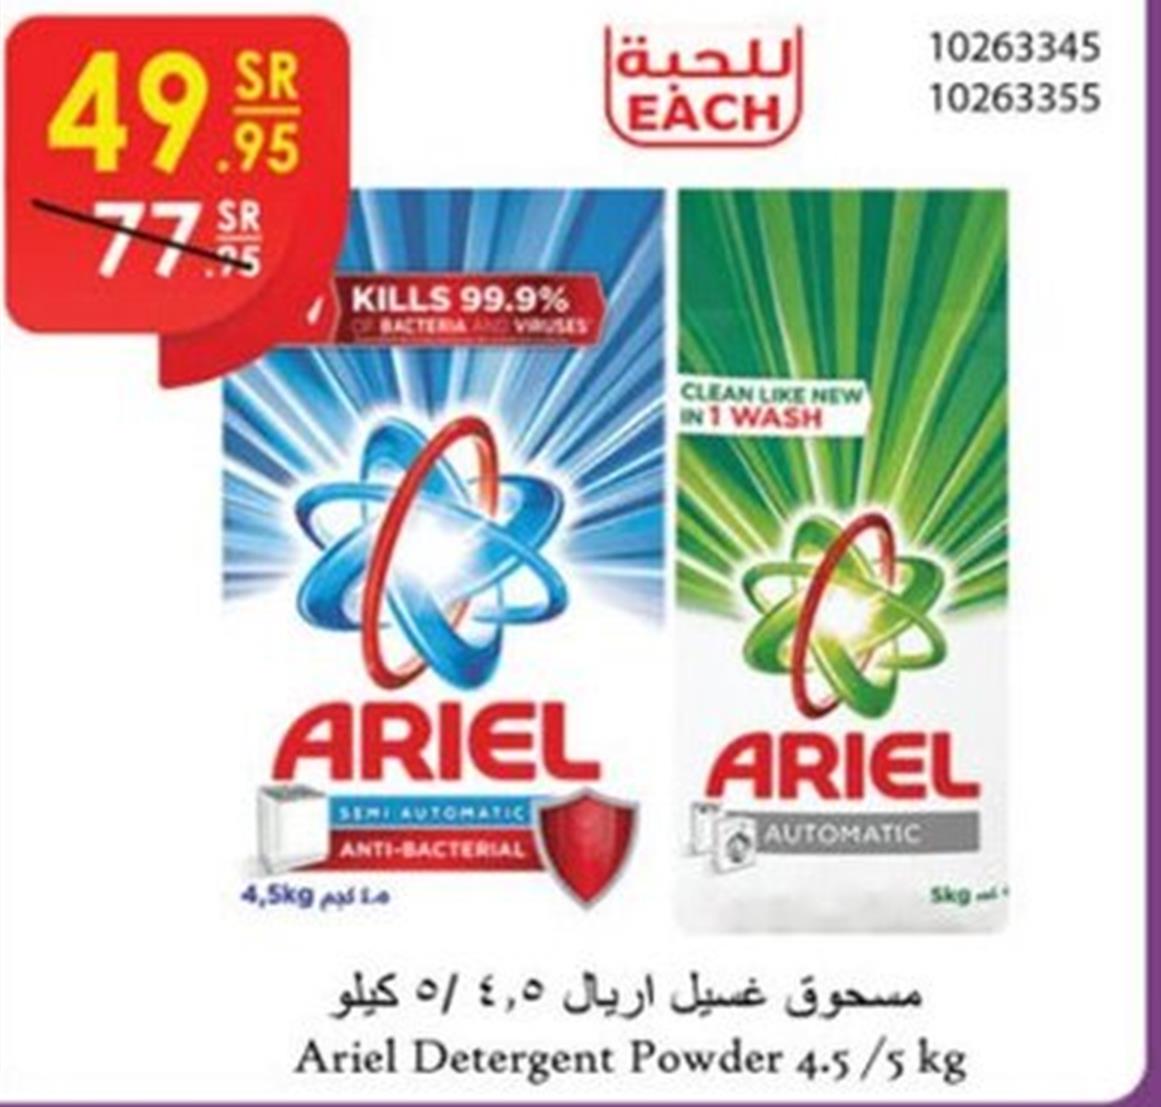 49 SR .95
77 SR .95
للحبة
EACH
10263345
10263355
KILLS 99.9%
OF BACTERIA AND VIRUSES
CLEAN LIKE NEW
IN 1 WASH
ARIEL
SEMI AUTOMATIC
ANTI-BACTERIAL
4,5kg
ARIEL
AUTOMATIC
5kg
مسحوق غسيل اريال ٤,٥ /٥ كيلو
Ariel Detergent Powder 4.5 /5 kg